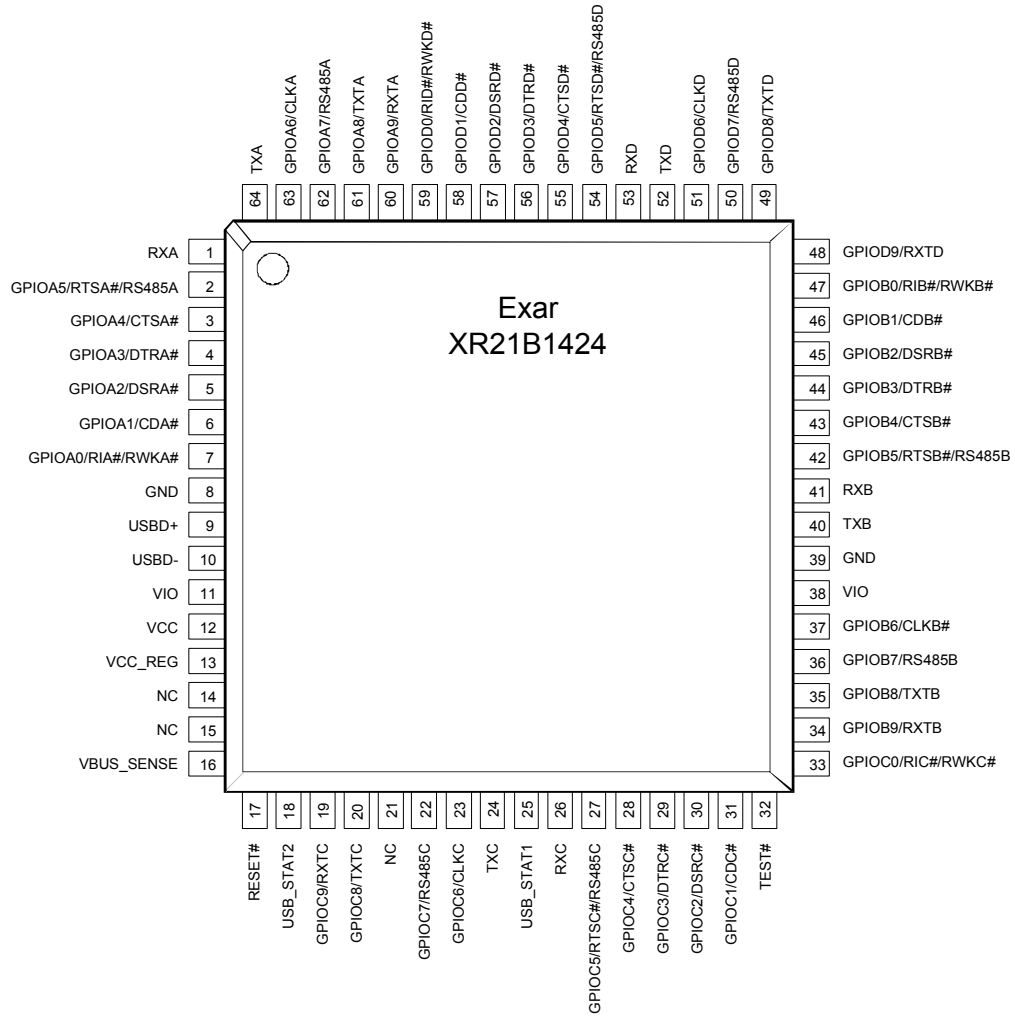 TXA
GPIOA6/CLKA
GPIOA7/RS485A
GPIOA8/TXTA
GPIOA9/RXTA
GPIOD0/RID#/RWKD#
GPIOD1/CDD#
GPIOD2/DSRD#
GPIOD3/DTRD#
GPIOD4/CTSD#
GPIOD5/RTSD#/RS485D
RXD
TXD
GPIOD6/CLKD
GPIOD7/RS485D
GPIOD8/TXTD
64 63 62 61 60 59 58 57 56 55 54 53 52 51 50 49
Exar
XR21B1424
RXA 1
GPIOA5/RTSA#/RS485A 2
GPIOA4/CTSA# 3
GPIOA3/DTRA# 4
GPIOA2/DSRA# 5
GPIOA1/CDA# 6
GPIOA0/RIA#/RWKA# 7
GND 8
USBD+ 9
USBD- 10
VIO 11
VCC 12
VCC_REG 13
NC 14
NC 15
VBUS_SENSE 16
48 GPIOD9/RXTD
47 GPIOB0/RIB#/RWKB#
46 GPIOB1/CDB#
45 GPIOB2/DSRB#
44 GPIOB3/DTRB#
43 GPIOB4/CTSB#
42 GPIOB5/RTSB#/RS485B
41 RXB
40 TXB
39 GND
38 VIO
37 GPIOB6/CLKB#
36 GPIOB7/RS485B
35 GPIOB8/TXTB
34 GPIOB9/RXTB
33 GPIOC0/RIC#/RWKC#
17 18 19 20 21 22 23 24 25 26 27 28 29 30 31 32
RESET#
USB_STAT2
GPIOC9/RXTC
GPIOC8/TXTC
NC
GPIOC7/RS485C
GPIOC6/CLKC
TXC
USB_STAT1
RXC
GPIOC5/RTSC#/RS485C
GPIOC4/CTSC#
GPIOC3/DTRC#
GPIOC2/DSRC#
GPIOC1/CDC#
TEST#